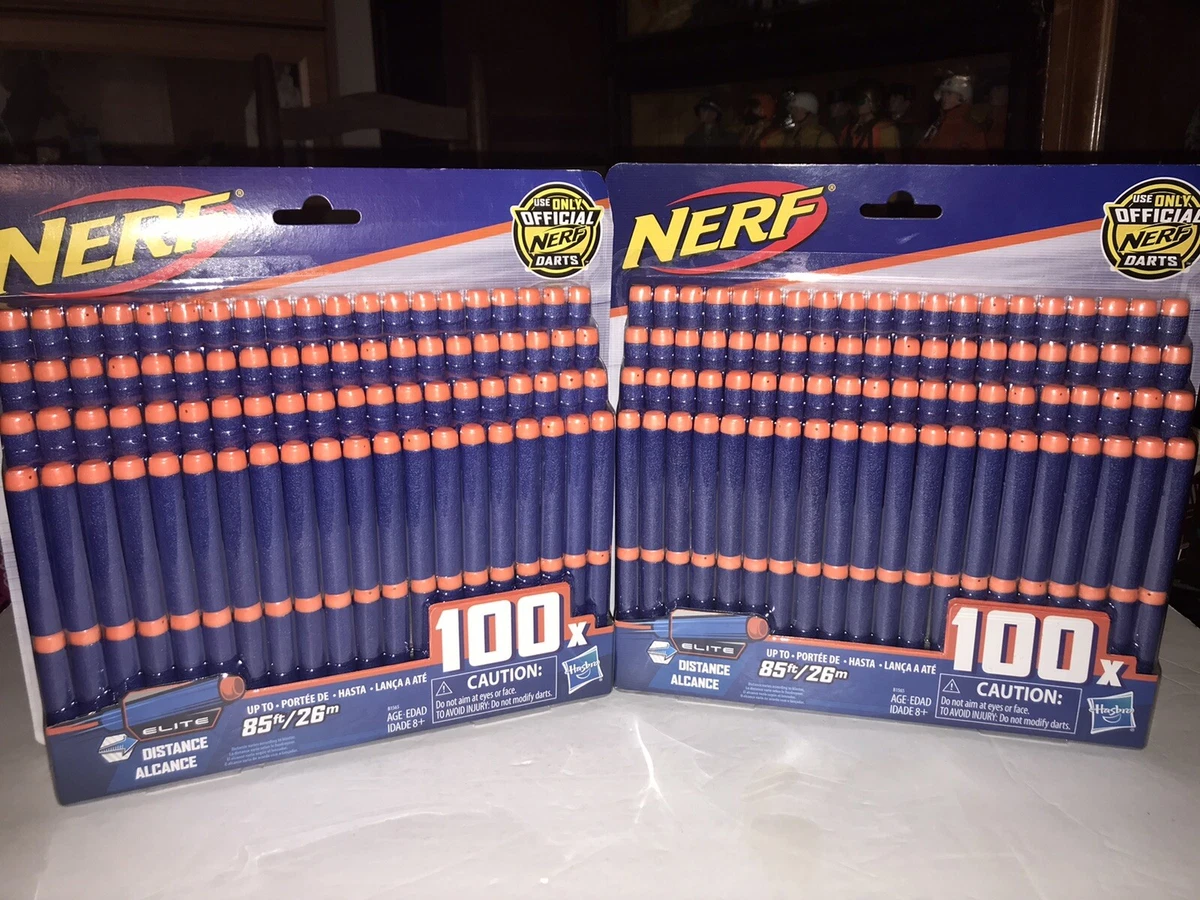 NERF®
USE ONLY
OFFICIAL
NERF
DARTS
100x
ELITE
DISTANCE
ALCANCE
UP TO • PORTÉE DE • HASTA • LANÇA A ATÉ
85ft/26m
AGE•EDAD
IDADE 8+
CAUTION:
Do not aim at eyes or face.
TO AVOID INJURY: Do not modify darts.
Hasbro
NERF®
USE ONLY
OFFICIAL
NERF
DARTS
100x
ELITE
DISTANCE
ALCANCE
UP TO • PORTÉE DE • HASTA • LANÇA A ATÉ
85ft/26m
AGE•EDAD
IDADE 8+
CAUTION:
Do not aim at eyes or face.
TO AVOID INJURY: Do not modify darts.
Hasbro